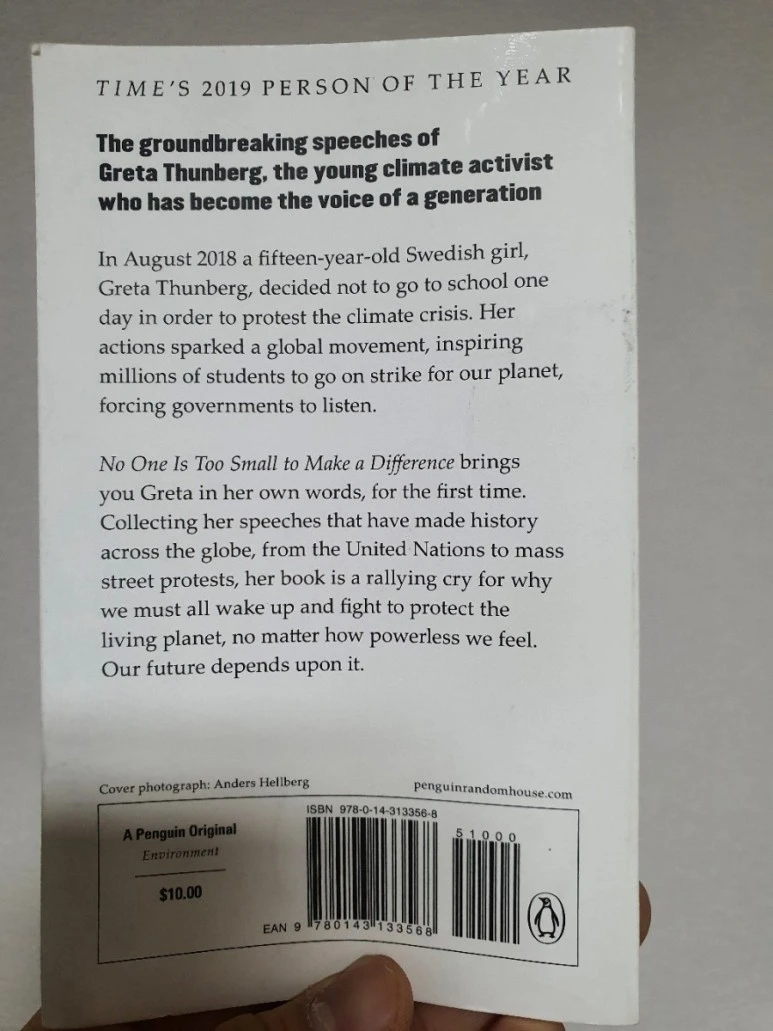 TIME'S 2019 PERSON OF THE YEAR
The groundbreaking speeches of
Greta Thunberg, the young climate activist
who has become the voice of a generation
In August 2018 a fifteen-year-old Swedish girl,
Greta Thunberg, decided not to go to school one
day in order to protest the climate crisis. Her
actions sparked a global movement, inspiring
millions of students to go on strike for our planet,
forcing governments to listen.
No One Is Too Small to Make a Difference brings
you Greta in her own words, for the first time.
Collecting her speeches that have made history
across the globe, from the United Nations to mass
street protests, her book is a rallying cry for why
we must all wake up and fight to protect the
living planet, no matter how powerless we feel.
Our future depends upon it.
Cover photograph: Anders Hellberg
penguinrandomhouse.com
A Penguin Original
Environment
$10.00
ISBN 978-0-14-313356-8
51000
EAN 9 780143 133568